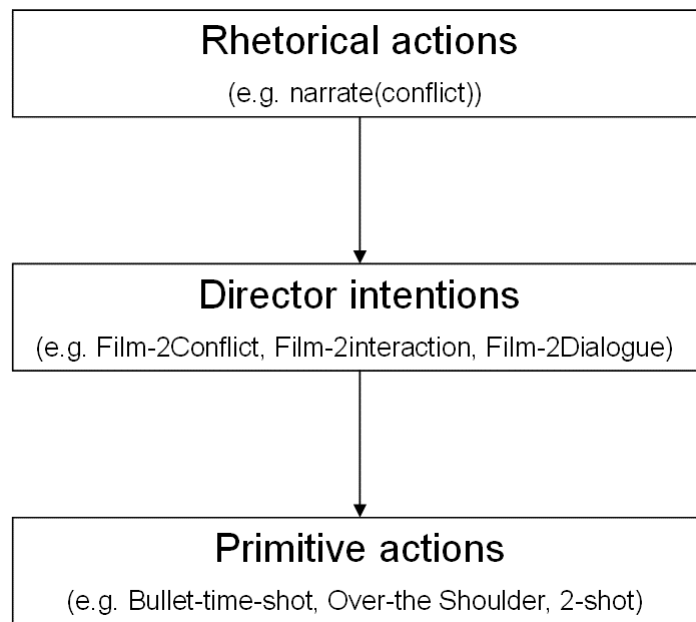 Rhetorical actions
(e.g. narrate(conflict))
Director intentions
(e.g. Film-2Conflict, Film-2interaction, Film-2Dialogue)
Primitive actions
(e.g. Bullet-time-shot, Over-the Shoulder, 2-shot)